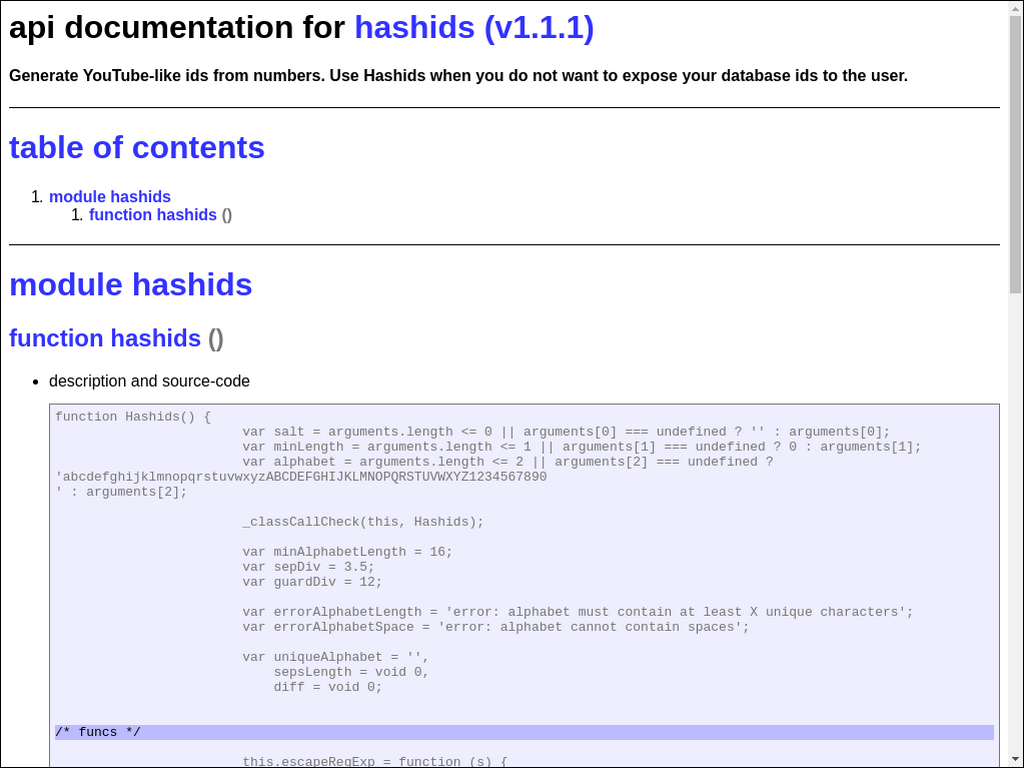 api documentation for hashids (v1.1.1)
Generate YouTube-like ids from numbers. Use Hashids when you do not want to expose your database ids to the user.
table of contents
1. module hashids
1. function hashids ()
module hashids
function hashids ()
• description and source-code
function Hashids() {
var salt = arguments.length <= 0 || arguments[0] === undefined ? '' : arguments[0];
var minLength = arguments.length <= 1 || arguments[1] === undefined ? 0 : arguments[1];
var alphabet = arguments.length <= 2 || arguments[2] === undefined ?
'abcdefghijklmnopqrstuvwxyzABCDEFGHIJKLMNOPQRSTUVWXYZ1234567890
' : arguments[2];
_classCallCheck(this, Hashids);
var minAlphabetLength = 16;
var sepDiv = 3.5;
var guardDiv = 12;
var errorAlphabetLength = 'error: alphabet must contain at least X unique characters';
var errorAlphabetSpace = 'error: alphabet cannot contain spaces';
var uniqueAlphabet = '',
sepsLength = void 0,
diff = void 0;
/* funcs */
this.escapeRegExp = function (s) {